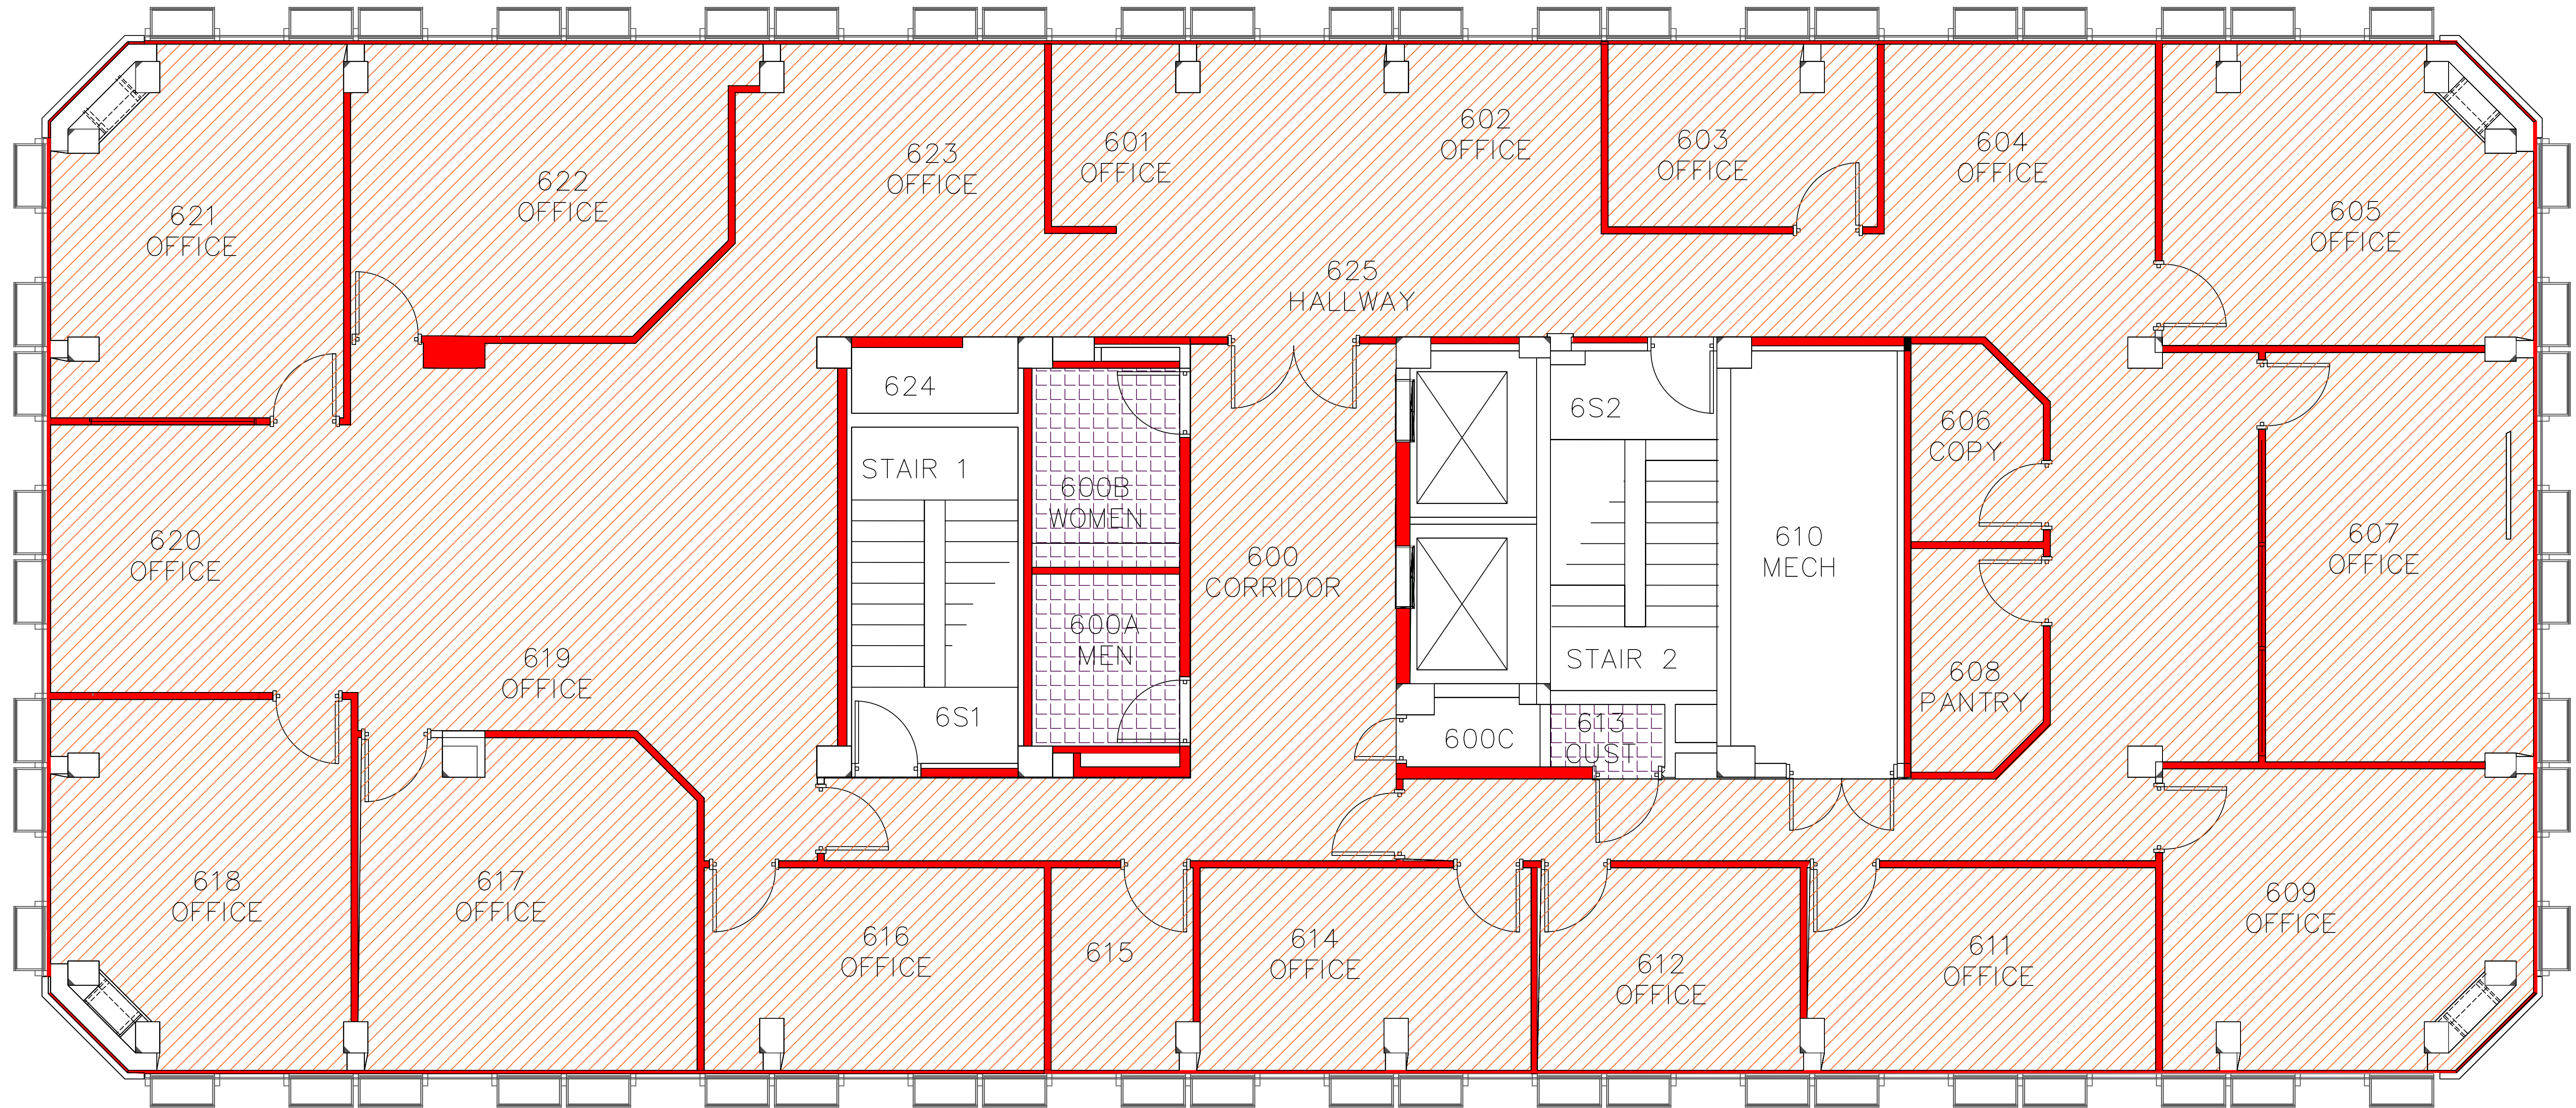 601
OFFICE
602
OFFICE
603
OFFICE
604
OFFICE
623
OFFICE
622
OFFICE
621
OFFICE
605
OFFICE
625
HALLWAY
624
6S2
606
COPY
STAIR 1
600B
WOMEN
620
OFFICE
600
CORRIDOR
610
MECH
607
OFFICE
600A
MEN
619
OFFICE
STAIR 2
608
PANTRY
6S1
600C
613
CUST
618
OFFICE
617
OFFICE
609
OFFICE
616
OFFICE
615
614
OFFICE
612
OFFICE
611
OFFICE